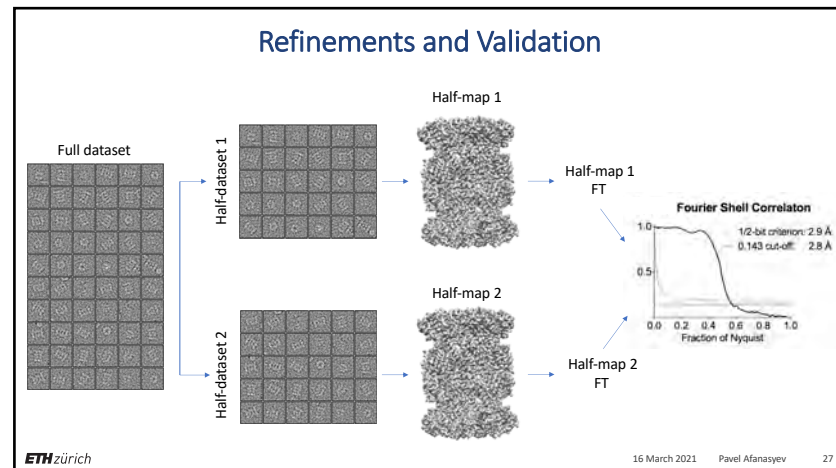 Refinements and Validation
Full dataset
Half-dataset 1
Half-map 1
Half-map 1
FT
Half-dataset 2
Half-map 2
Half-map 2
FT
Fourier Shell Correlaton
1/2-bit criterion: 2.9 Å
0.143 cut-off: 2.8 Å
1.0
0.5
0.0 0.2 0.4 0.6 0.8 1.0
Fraction of Nyquist
ETH zürich
16 March 2021 Pavel Afanasyev 27